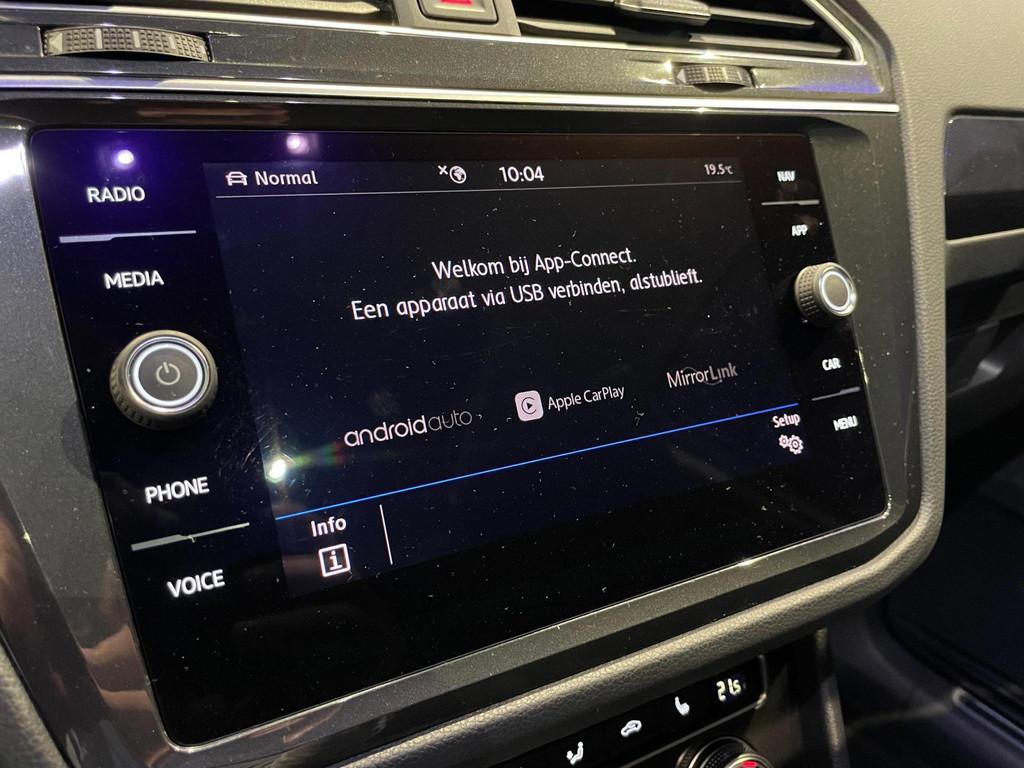 Normal
10:04
19.5°C
RADIO
MEDIA
PHONE
VOICE
Welkom bij App-Connect.
Een apparaat via USB verbinden, alstublieft.
androidauto
Apple CarPlay
MirrorLink
Info
Setup
NAV
APP
CAR
MENU
21.5